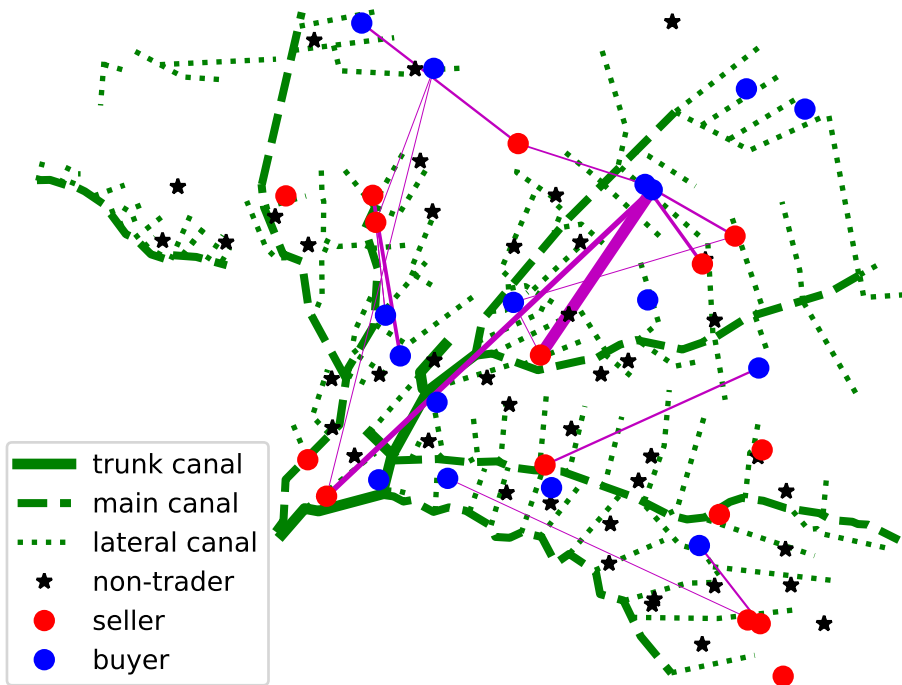 trunk canal
main canal
lateral canal
non-trader
seller
buyer